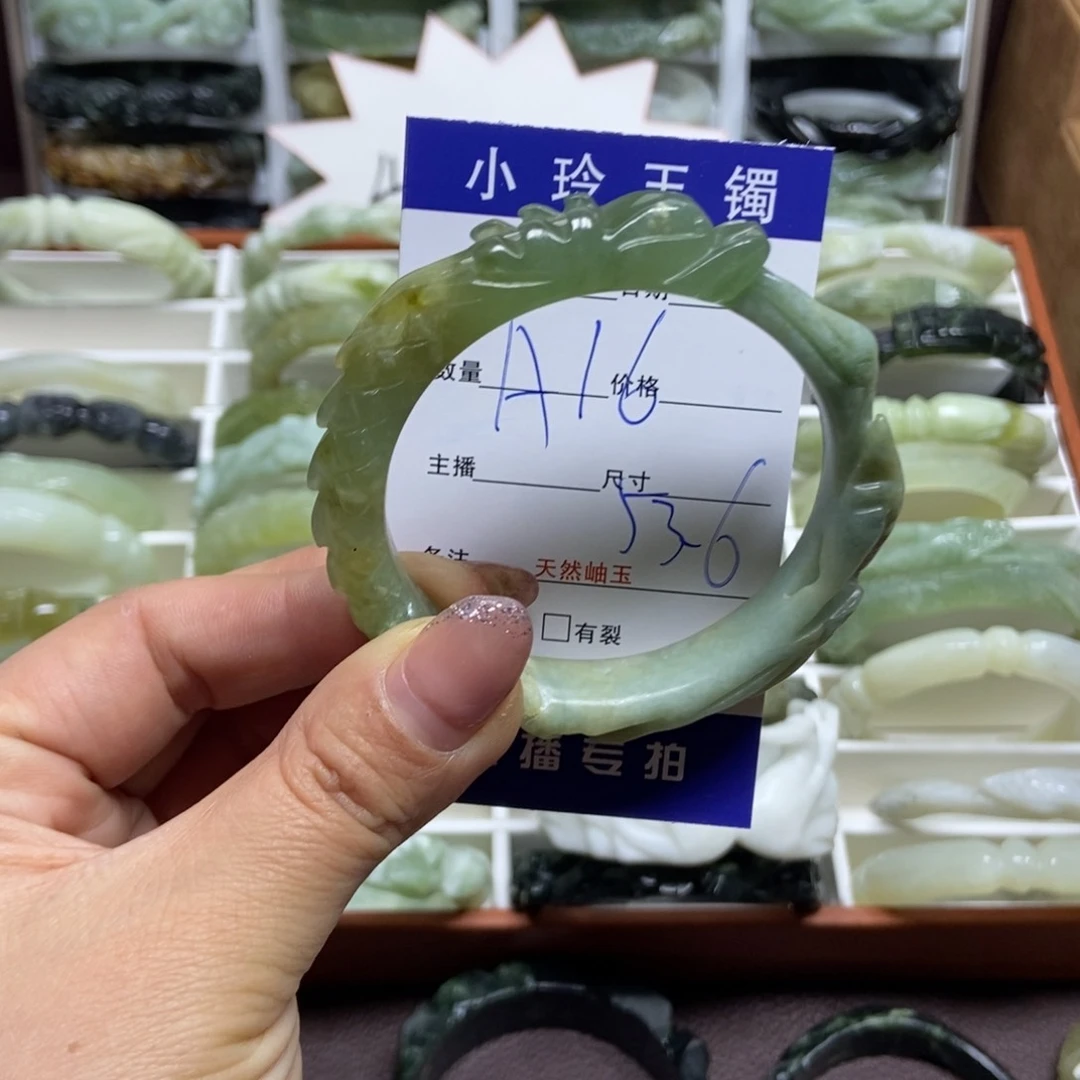 小玲玉镯
日期
数量 A16 价格
主播 尺寸 53-6
备注 天然岫玉
□有裂
播专拍